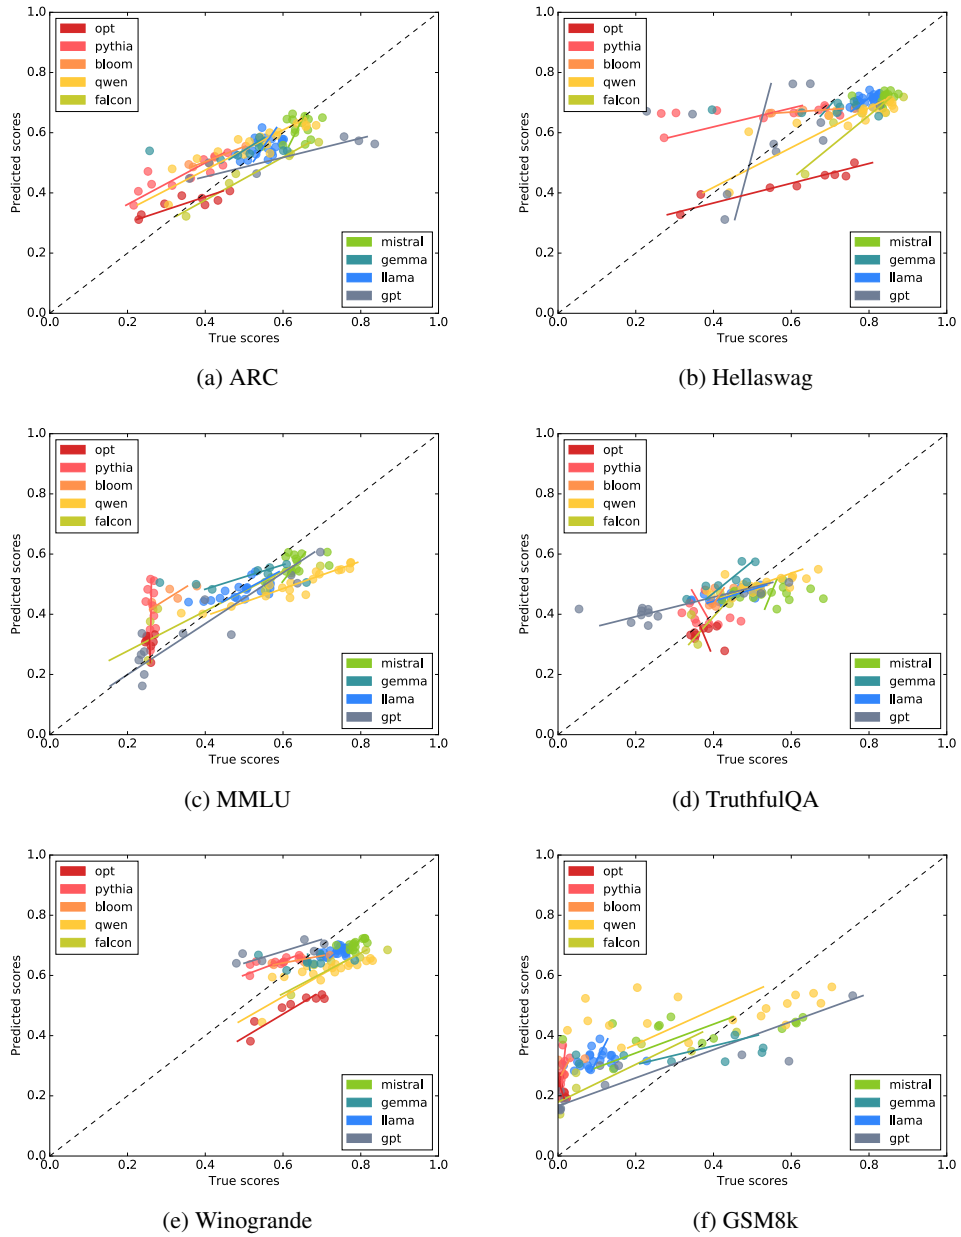 1.0
0.8
0.6
0.4
0.2
0.0
0.0 0.2 0.4 0.6 0.8 1.0
Predicted scores
True scores
opt
pythia
bloom
qwen
falcon
mistral
gemma
llama
gpt
(a) ARC
1.0
0.8
0.6
0.4
0.2
0.0
0.0 0.2 0.4 0.6 0.8 1.0
Predicted scores
True scores
opt
pythia
bloom
qwen
falcon
mistral
gemma
llama
gpt
(b) Hellaswag
1.0
0.8
0.6
0.4
0.2
0.0
0.0 0.2 0.4 0.6 0.8 1.0
Predicted scores
True scores
opt
pythia
bloom
qwen
falcon
mistral
gemma
llama
gpt
(c) MMLU
1.0
0.8
0.6
0.4
0.2
0.0
0.0 0.2 0.4 0.6 0.8 1.0
Predicted scores
True scores
opt
pythia
bloom
qwen
falcon
mistral
gemma
llama
gpt
(d) TruthfulQA
1.0
0.8
0.6
0.4
0.2
0.0
0.0 0.2 0.4 0.6 0.8 1.0
Predicted scores
True scores
opt
pythia
bloom
qwen
falcon
mistral
gemma
llama
gpt
(e) Winogrande
1.0
0.8
0.6
0.4
0.2
0.0
0.0 0.2 0.4 0.6 0.8 1.0
Predicted scores
True scores
opt
pythia
bloom
qwen
falcon
mistral
gemma
llama
gpt
(f) GSM8k